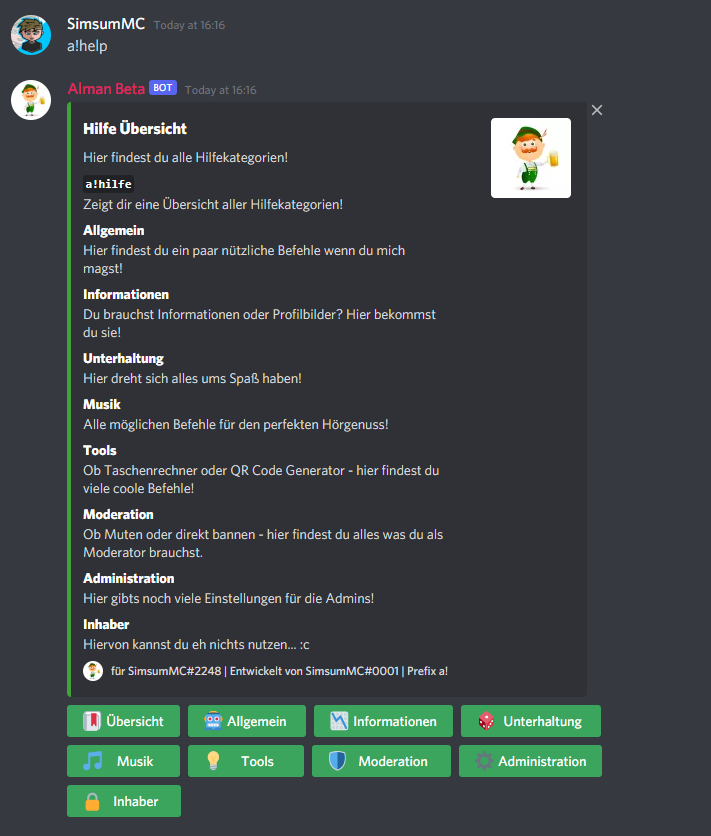 SimsumMC Today at 16:16
a!help
Alman Beta BOT Today at 16:16
Hilfe Übersicht
Hier findest du alle Hilfekategorien!
a!hilfe
Zeigt dir eine Übersicht aller Hilfekategorien!
Allgemein
Hier findest du ein paar nützliche Befehle wenn du mich
magst!
Informationen
Du brauchst Informationen oder Profilbilder? Hier bekommst
du sie!
Unterhaltung
Hier dreht sich alles ums Spaß haben!
Musik
Alle möglichen Befehle für den perfekten Hörgenuss!
Tools
Ob Taschenrechner oder QR Code Generator - hier findest du
viele coole Befehle!
Moderation
Ob Muten oder direkt bannen - hier findest du alles was du als
Moderator brauchst.
Administration
Hier gibts noch viele Einstellungen für die Admins!
Inhaber
Hiervon kannst du eh nichts nutzen... :c
für SimsumMC#2248 | Entwickelt von SimsumMC#0001 | Prefix a!
Übersicht Allgemein Informationen Unterhaltung
Musik Tools Moderation Administration
Inhaber